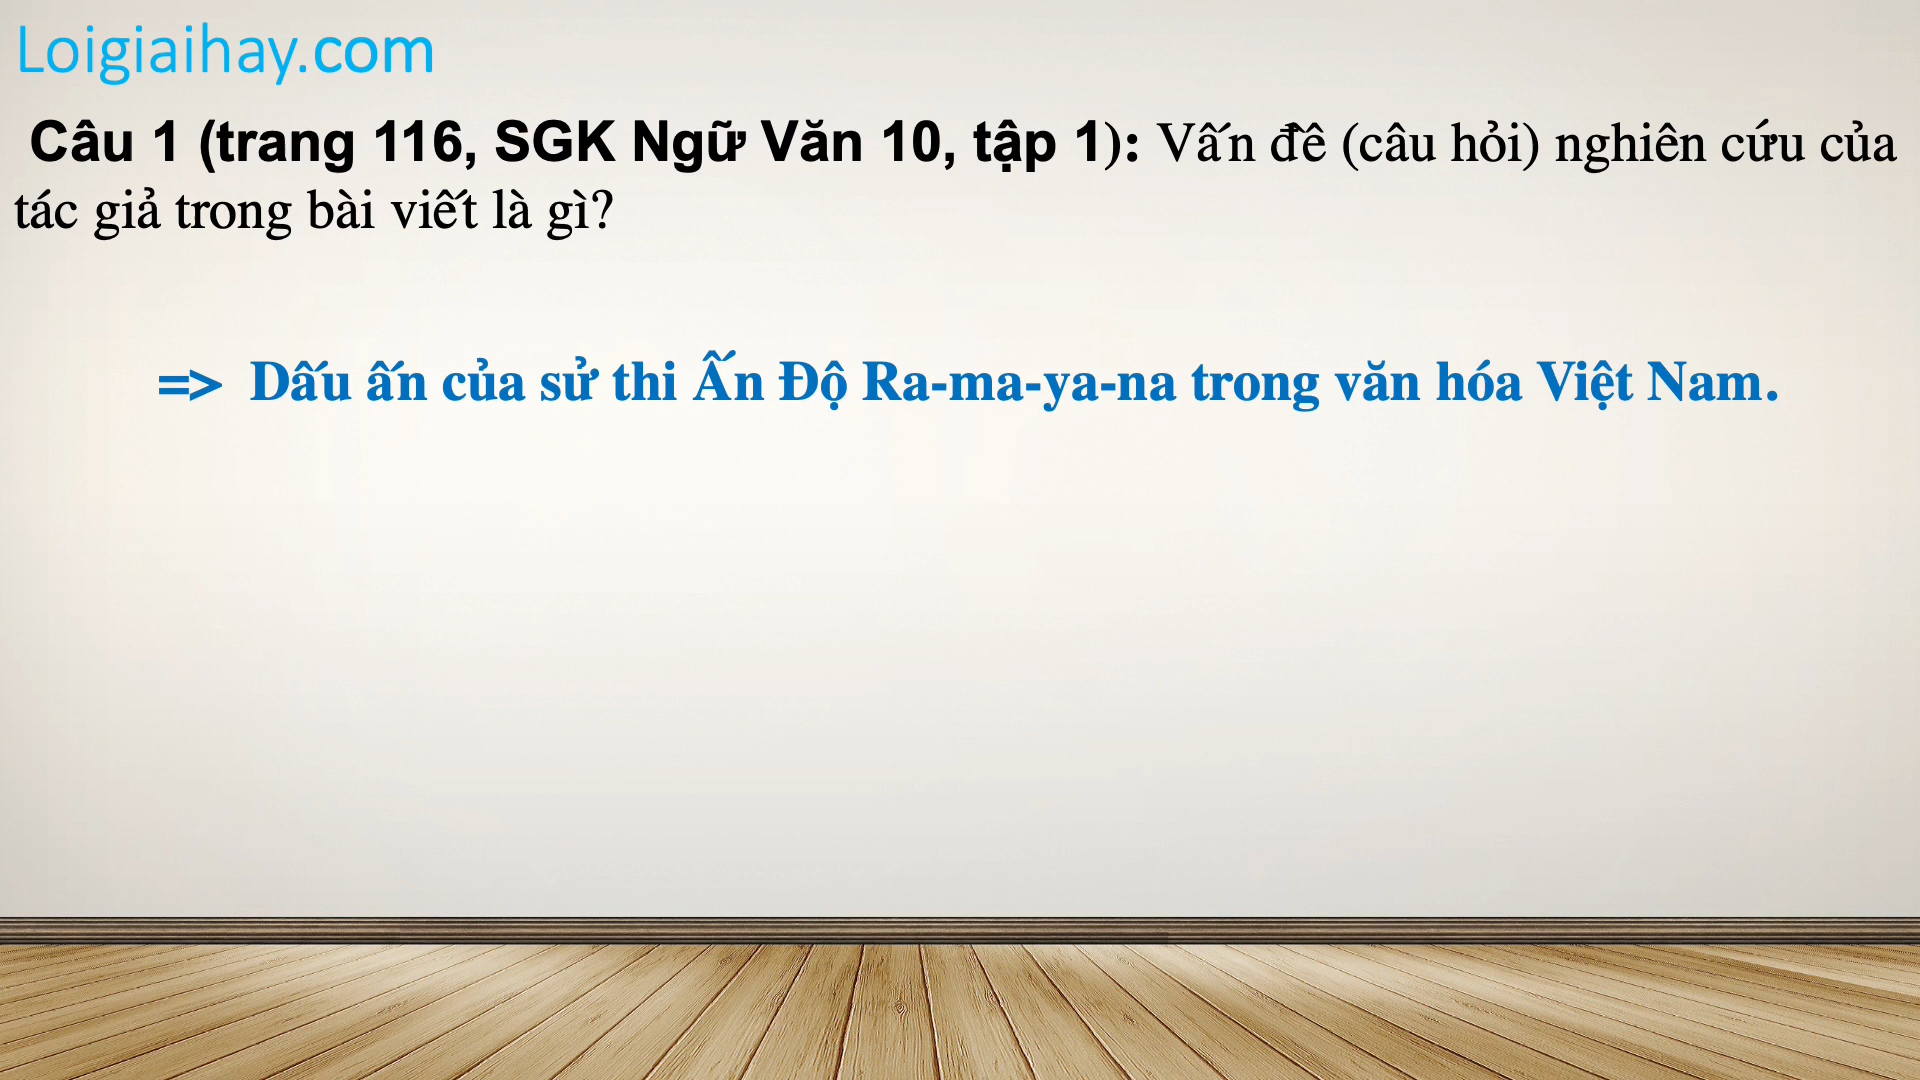 Loigiaihay.com
Câu 1 (trang 116, SGK Ngữ Văn 10, tập 1): Vấn đề (câu hỏi) nghiên cứu của
tác giả trong bài viết là gì?
=> Dấu ấn của sử thi Ấn Độ Ra-ma-ya-na trong văn hóa Việt Nam.